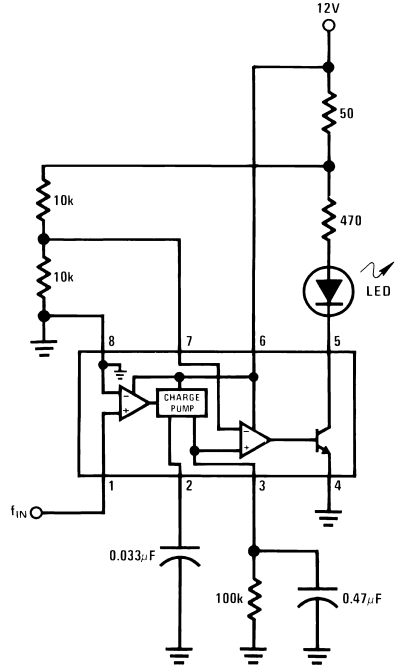 12V
50
10k
470
10k
LED
8
7
6
5
−
+
CHARGE
PUMP
−
+
1
2
3
4
fIN
0.033μF
100k
0.47μF